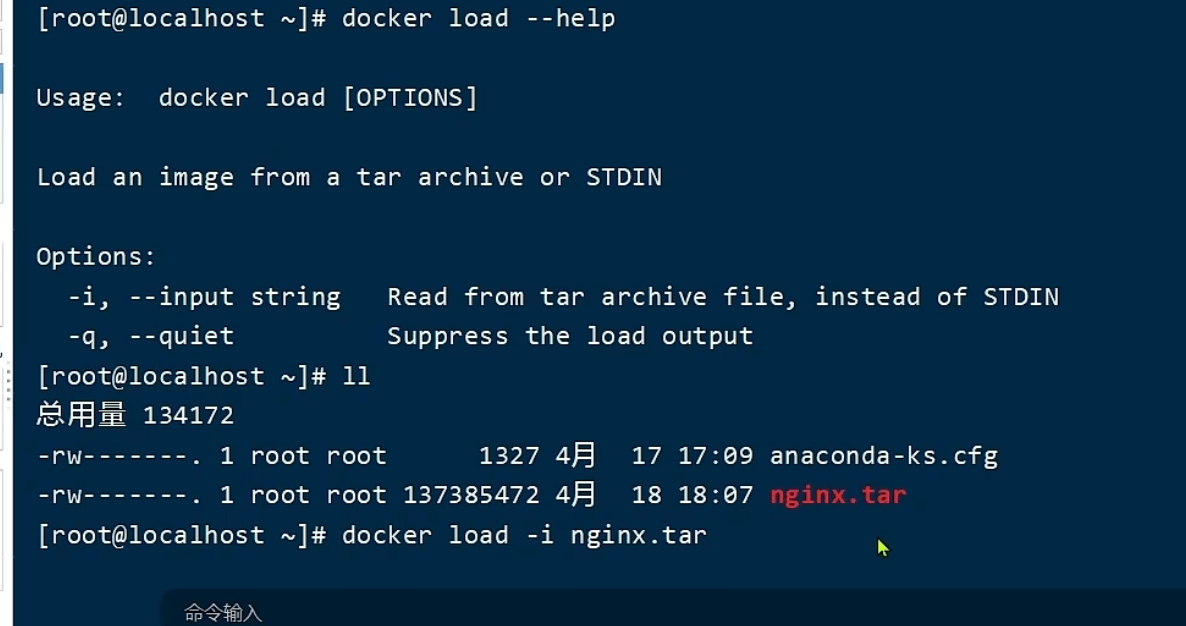 [root@localhost ~]# docker load --help
Usage:  docker load [OPTIONS]
Load an image from a tar archive or STDIN
Options:
  -i, --input string   Read from tar archive file, instead of STDIN
  -q, --quiet          Suppress the load output
[root@localhost ~]# ll
总用量 134172
-rw-------. 1 root root      1327 4月  17 17:09 anaconda-ks.cfg
-rw-------. 1 root root 137385472 4月  18 18:07 nginx.tar
[root@localhost ~]# docker load -i nginx.tar
命令输入